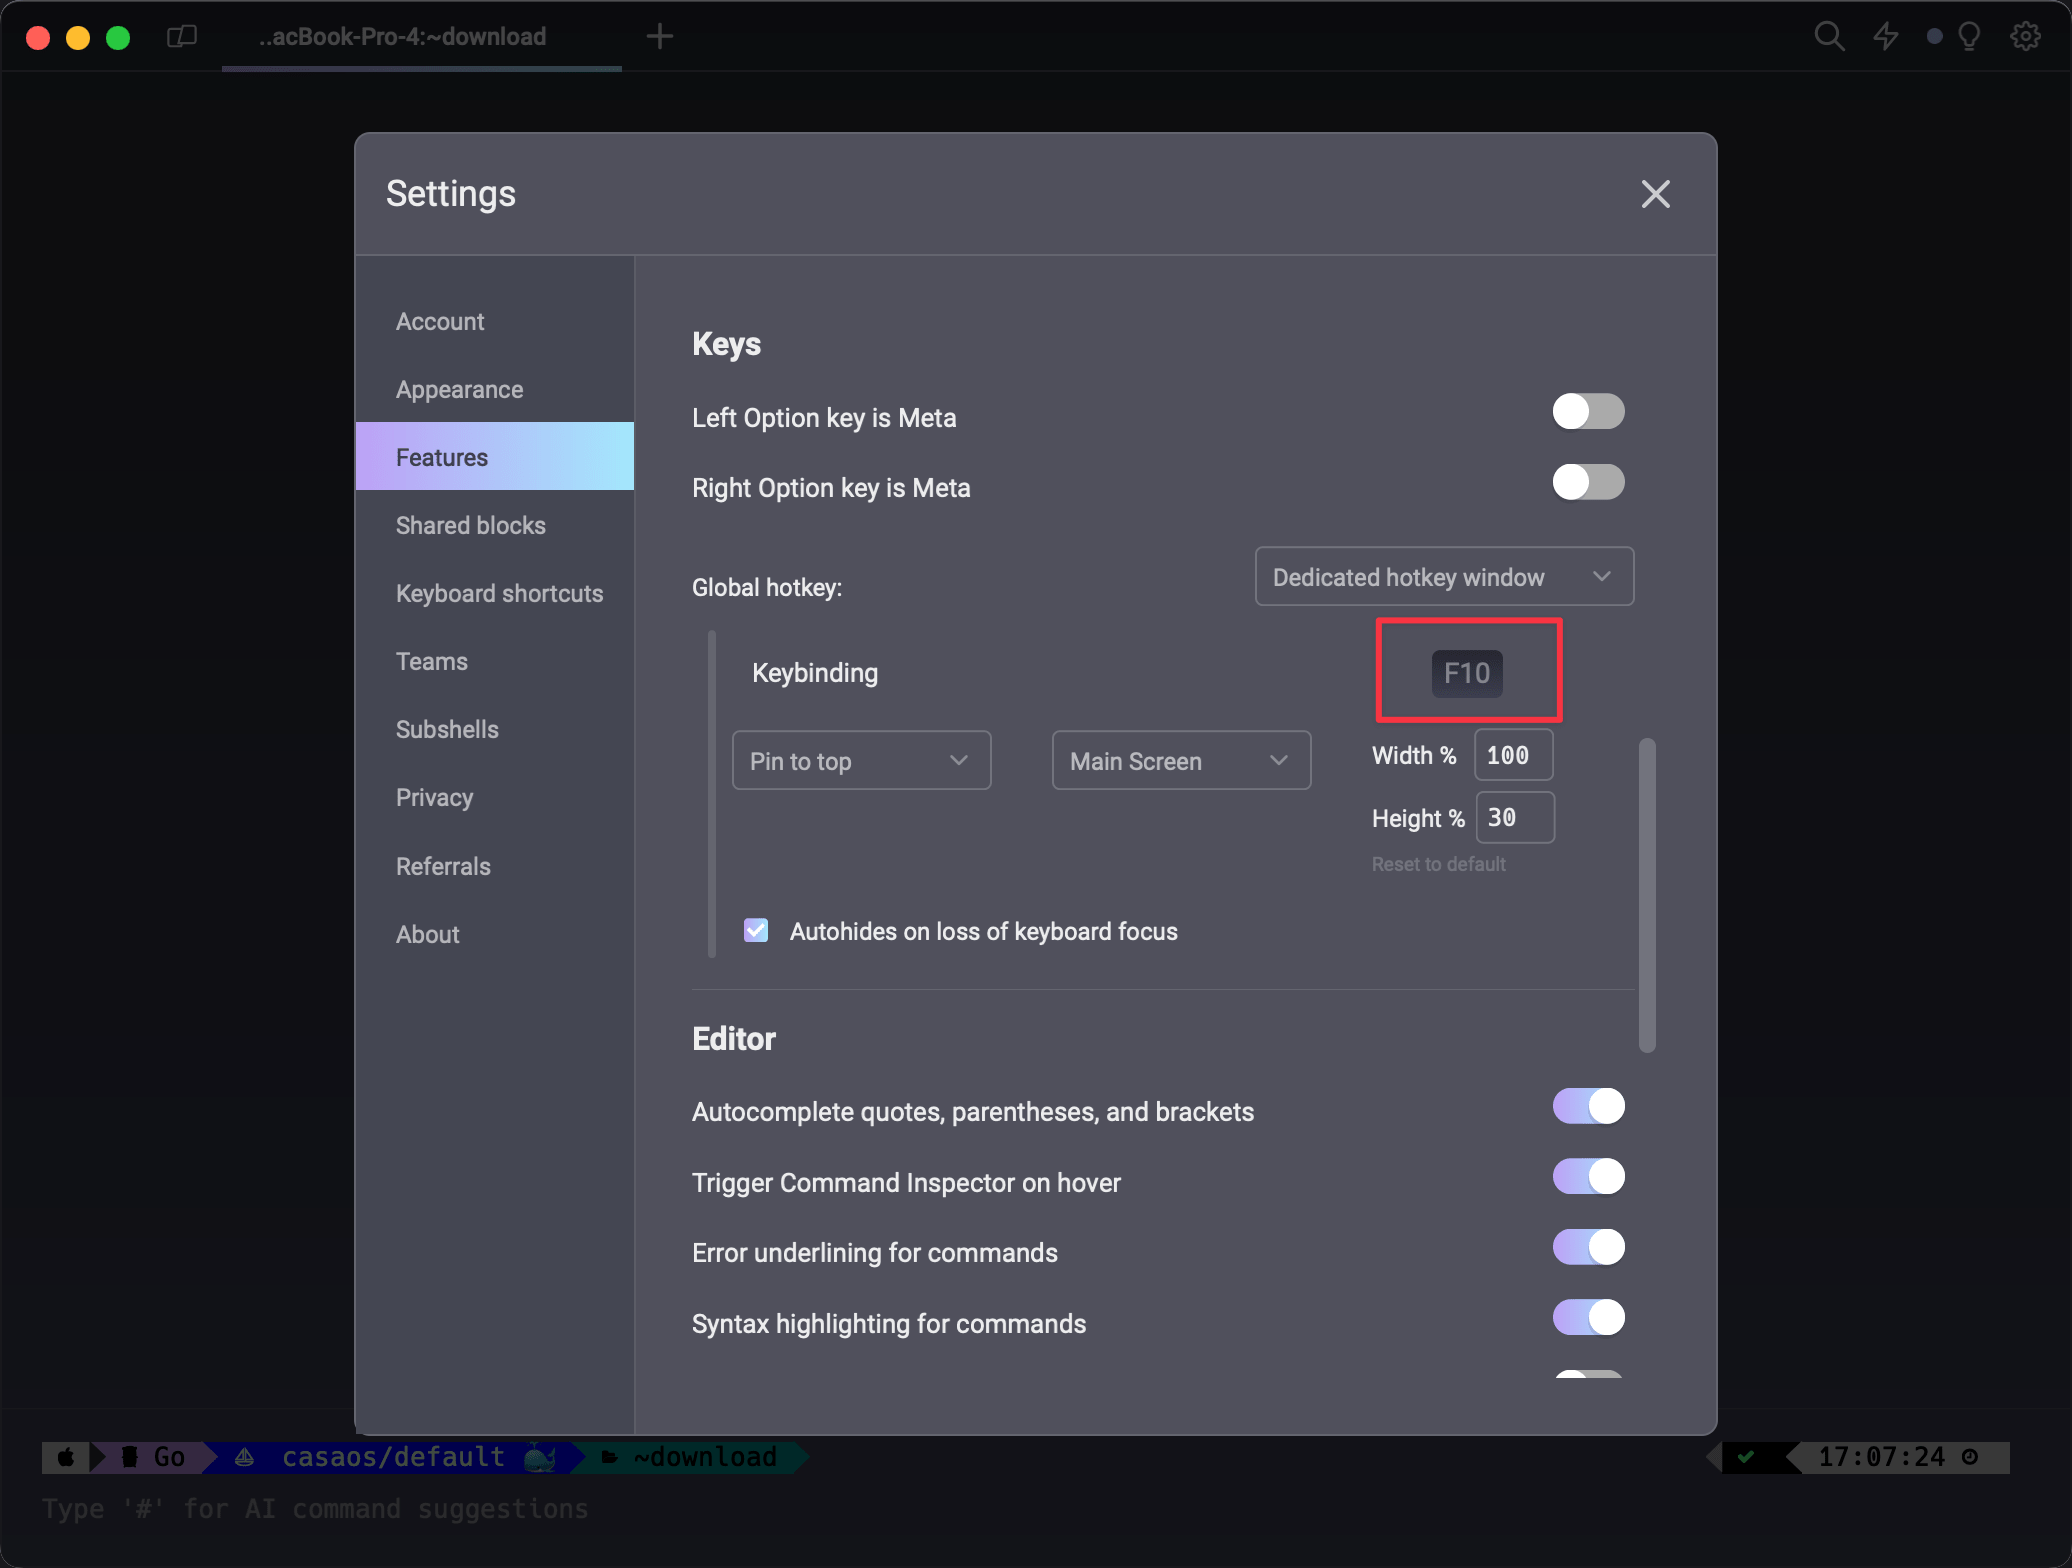 ..acBook-Pro-4:~download
Settings
Account
Appearance
Features
Shared blocks
Keyboard shortcuts
Teams
Subshells
Privacy
Referrals
About
Keys
Left Option key is Meta
Right Option key is Meta
Global hotkey:
Dedicated hotkey window
Keybinding
F10
Pin to top
Main Screen
Width %
100
Height %
30
Reset to default
Autohides on loss of keyboard focus
Editor
Autocomplete quotes, parentheses, and brackets
Trigger Command Inspector on hover
Error underlining for commands
Syntax highlighting for commands
Go
casaos/default
~download
17:07:24
Type '#' for AI command suggestions